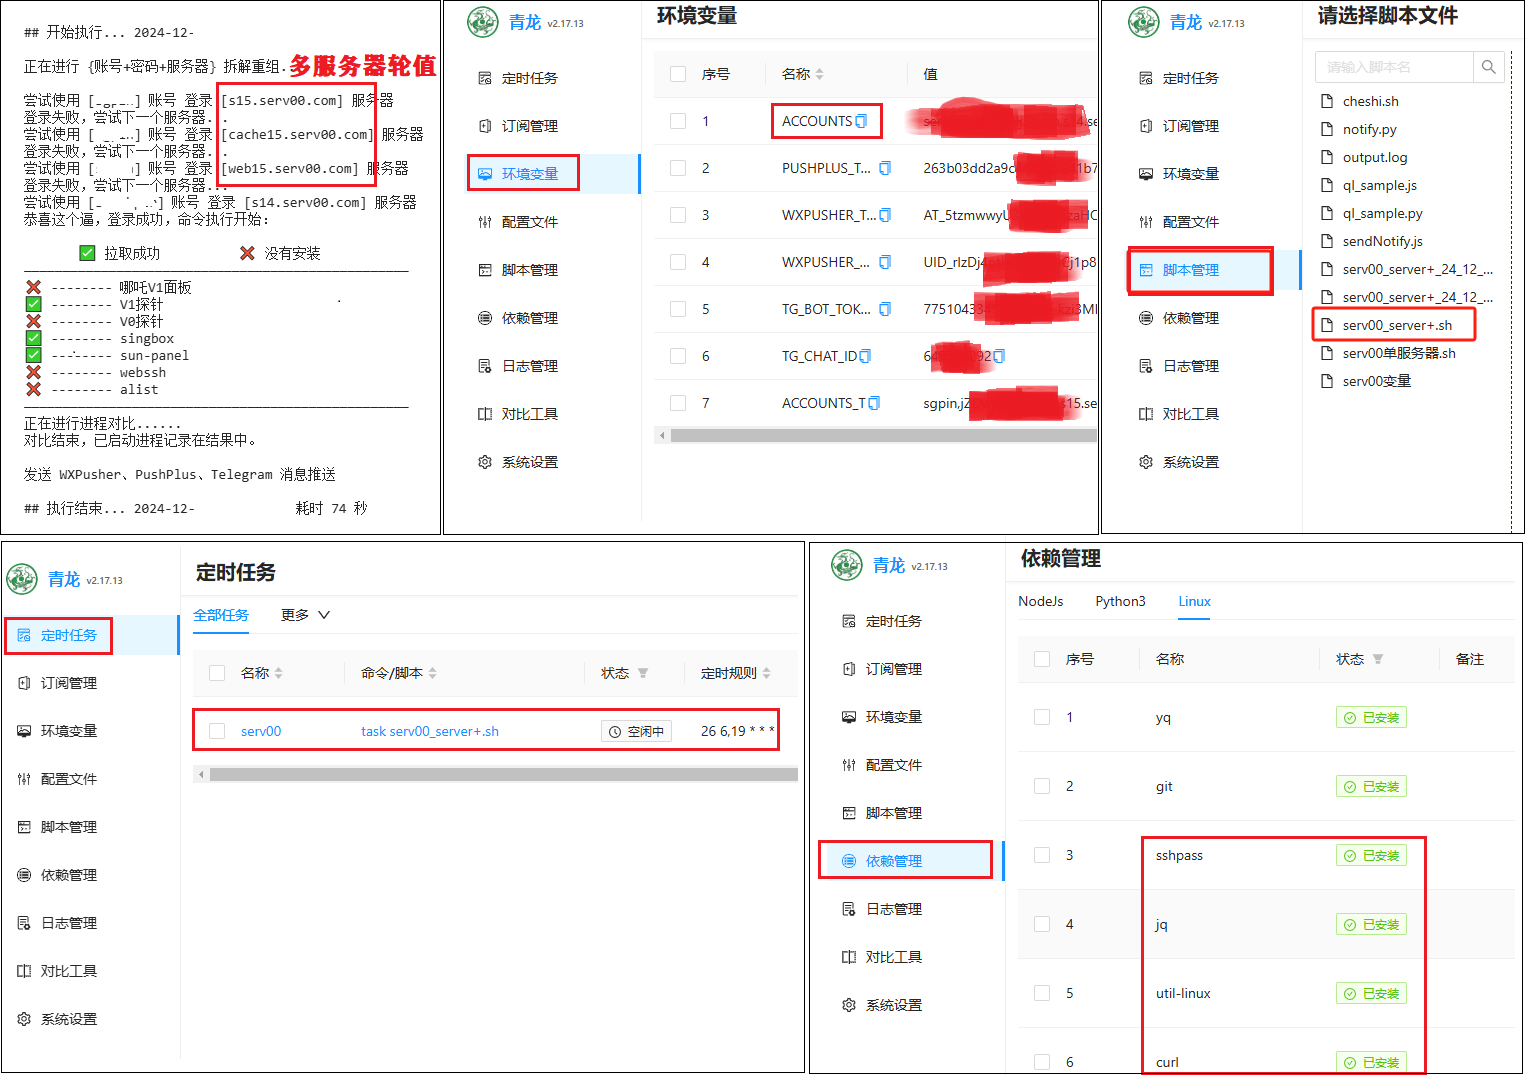 ## 开始执行... 2024-12-
正在进行 {账号+密码+服务器} 拆解重组.
多服务器轮值
尝试使用 [ ] 账号 登录 [s15.serv00.com] 服务器
登录失败，尝试下一个服务器...
尝试使用 [ ] 账号 登录 [cache15.serv00.com] 服务器
登录失败，尝试下一个服务器...
尝试使用 [ ] 账号 登录 [web15.serv00.com] 服务器
登录失败，尝试下一个服务器...
尝试使用 [ ] 账号 登录 [s14.serv00.com] 服务器
恭喜这个逼，登录成功，命令执行开始：
✅ 拉取成功 ❌ 没有安装
❌ -------- 哪吒V1面板
✅ -------- V1探针
❌ -------- V0探针
✅ -------- singbox
✅ -------- sun-panel
❌ -------- webssh
❌ -------- alist
正在进行进程对比......
对比结束，已启动进程记录在结果中。
发送 WXPusher、PushPlus、Telegram 消息推送
## 执行结束... 2024-12- 耗时 74 秒
青龙 v2.17.13
定时任务
订阅管理
环境变量
配置文件
脚本管理
依赖管理
日志管理
对比工具
系统设置
环境变量
序号 名称 值
1 ACCOUNTS
2 PUSHPLUS_T... 263b03dd2a9
3 WXPUSHER_T... AT_5tzmwwy
4 WXPUSHER_... UID_rlzDj4
5 TG_BOT_TOK... 77510433
6 TG_CHAT_ID
7 ACCOUNTS_T sgpin,j
青龙 v2.17.13
定时任务
订阅管理
环境变量
配置文件
脚本管理
依赖管理
日志管理
对比工具
系统设置
请选择脚本文件
请输入脚本名
cheshi.sh
notify.py
output.log
ql_sample.js
ql_sample.py
sendNotify.js
serv00_server+_24_12_...
serv00_server+_24_12_...
serv00_server+.sh
serv00单服务器.sh
serv00变量
青龙 v2.17.13
定时任务
订阅管理
环境变量
配置文件
脚本管理
依赖管理
日志管理
对比工具
系统设置
定时任务
全部任务 更多
名称 命令/脚本 状态 定时规则
serv00 task serv00_server+.sh 空闲中 26 6,19 * * *
青龙 v2.17.13
定时任务
订阅管理
环境变量
配置文件
脚本管理
依赖管理
日志管理
对比工具
系统设置
依赖管理
NodeJs Python3 Linux
序号 名称 状态 备注
1 yq 已安装
2 git 已安装
3 sshpass 已安装
4 jq 已安装
5 util-linux 已安装
6 curl 已安装